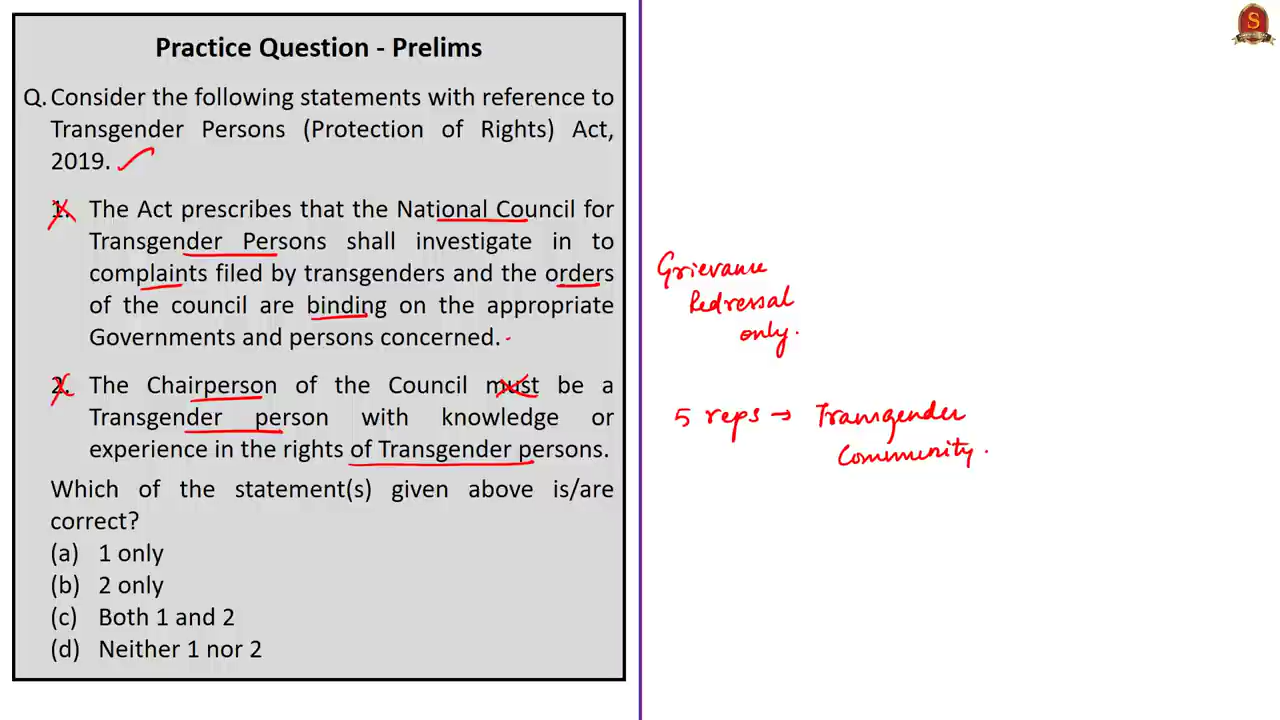 Practice Question - Prelims
Q. Consider the following statements with reference to
Transgender Persons (Protection of Rights) Act,
2019.
1. The Act prescribes that the National Council for
Transgender Persons shall investigate in to
complaints filed by transgenders and the orders
of the council are binding on the appropriate
Governments and persons concerned.
2. The Chairperson of the Council must be a
Transgender person with knowledge or
experience in the rights of Transgender persons.
Which of the statement(s) given above is/are
correct?
(a) 1 only
(b) 2 only
(c) Both 1 and 2
(d) Neither 1 nor 2
S
Grievance
Redressal
only.
5 reps → Transgender
Community.